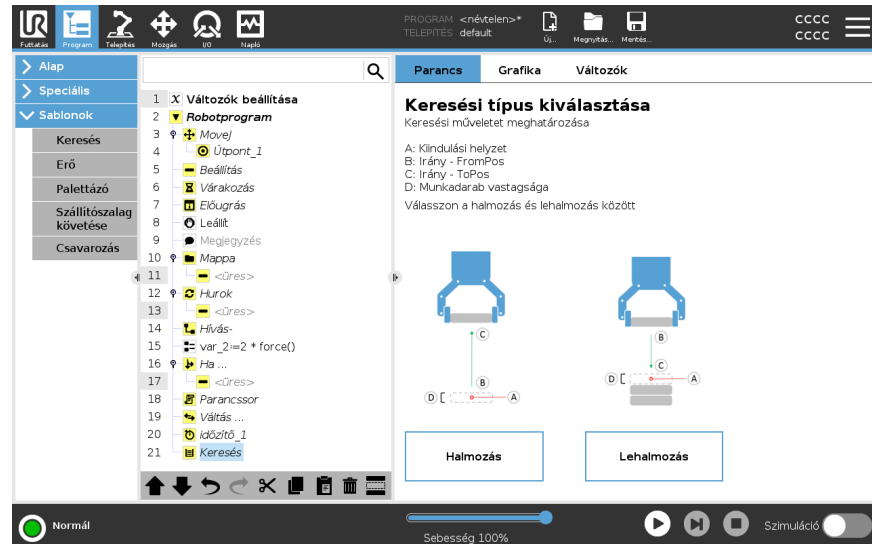 PROGRAM <névtelen>*
TELEPÍTÉS default
Futtatás
Program
Telepítés
Mozgás
I/O
Napló
Új...
Megnyitás...
Mentés...
CCCC
CCCC
Alap
Speciális
Sablonok
Keresés
Erő
Palettázó
Szállítószalag
követése
Csavarozás
1 X Változók beállítása
2 Robotprogram
3 MoveJ
4 Útpont_1
5 Beállítás
6 Várakozás
7 Előugrás
8 Leállít
9 Megjegyzés
10 Mappa
11 <üres>
12 Hurok
13 <üres>
14 Hívás-
15 var_2≔2 * force()
16 Ha ...
17 <üres>
18 Parancssor
19 Váltás ...
20 időzítő_1
21 Keresés
Parancs Grafika Változók
Keresési típus kiválasztása
Keresési műveletet meghatározása
A: Kiindulási helyzet
B: Irány - FromPos
C: Irány - ToPos
D: Munkadarab vastagsága
Válasszon a halmozás és lehalmozás között
C
B
D
A
B
C
D
A
Halmozás
Lehalmozás
Normál
Sebesség 100%
Szimuláció